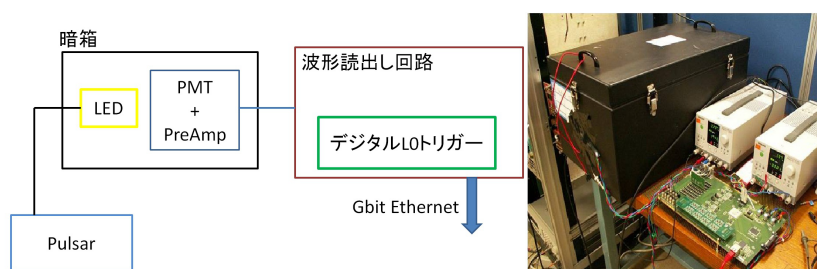 暗箱
LED
PMT
+
PreAmp
波形読出し回路
デジタルL0トリガー
Gbit Ethernet
Pulsar